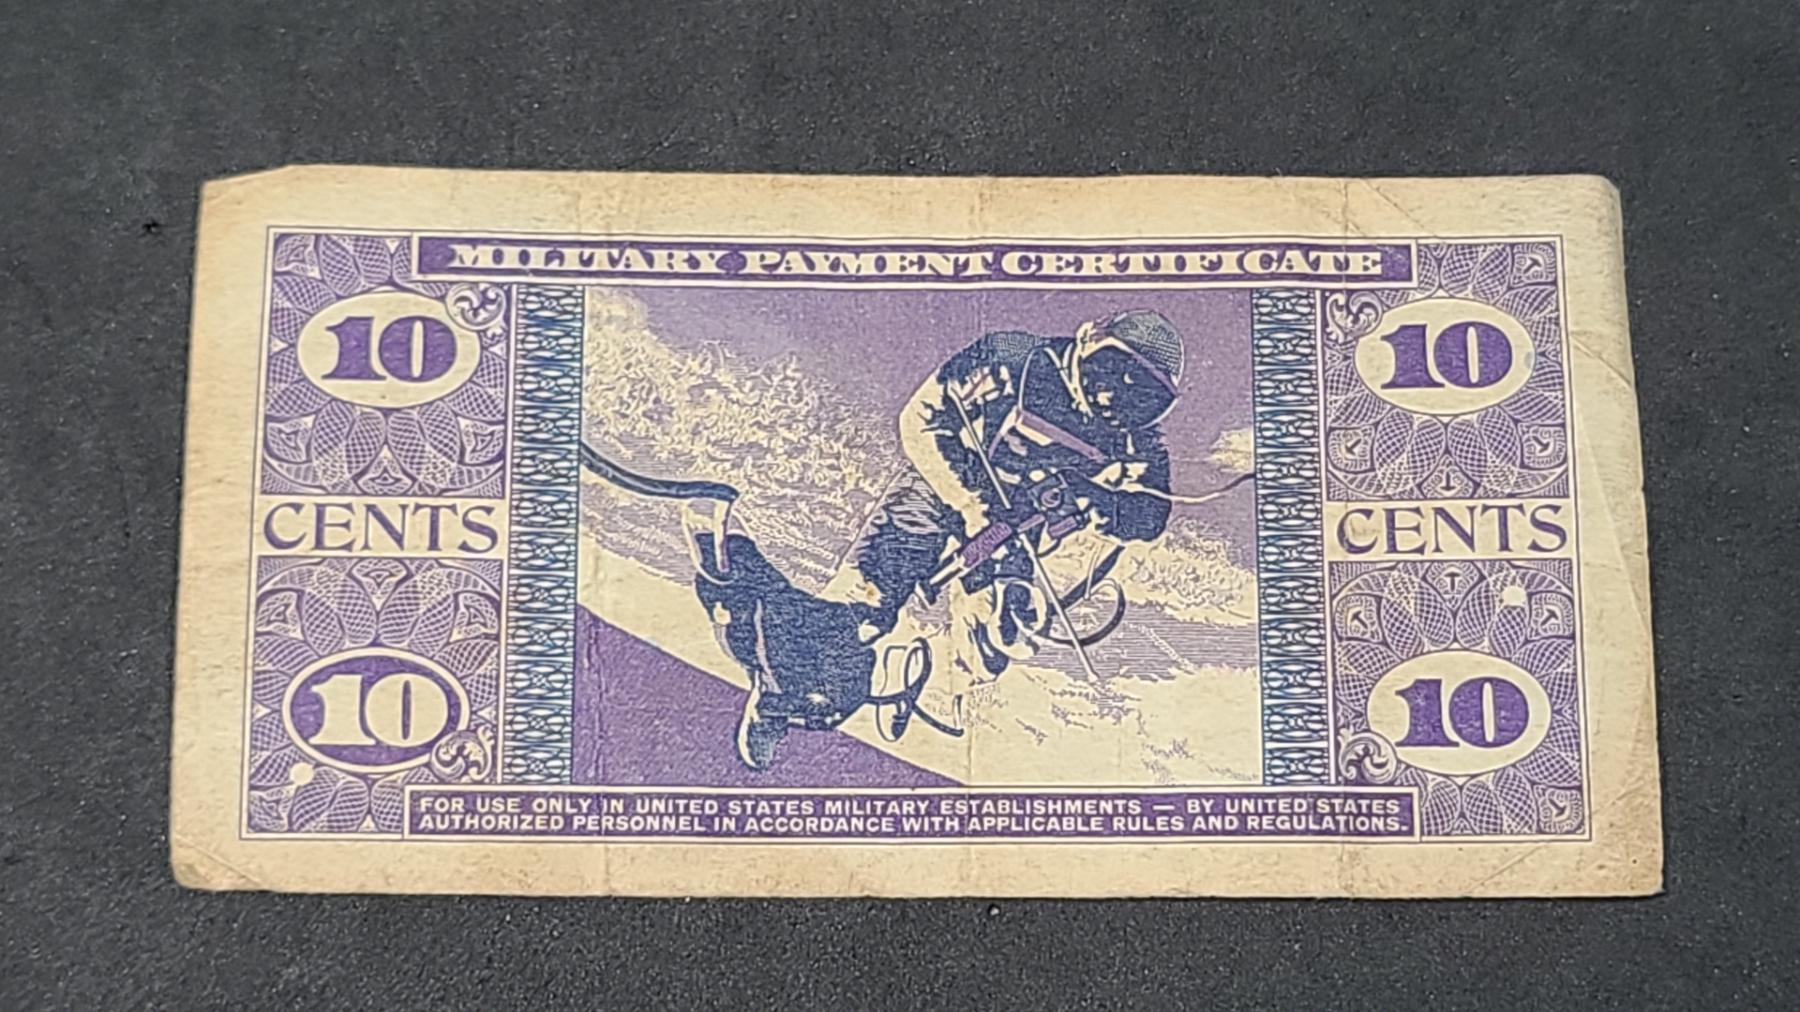 MILITARY PAYMENT CERTIFICATE
10
10
CENTS
CENTS
10
10
FOR USE ONLY IN UNITED STATES MILITARY ESTABLISHMENTS — BY UNITED STATES
AUTHORIZED PERSONNEL IN ACCORDANCE WITH APPLICABLE RULES AND REGULATIONS.